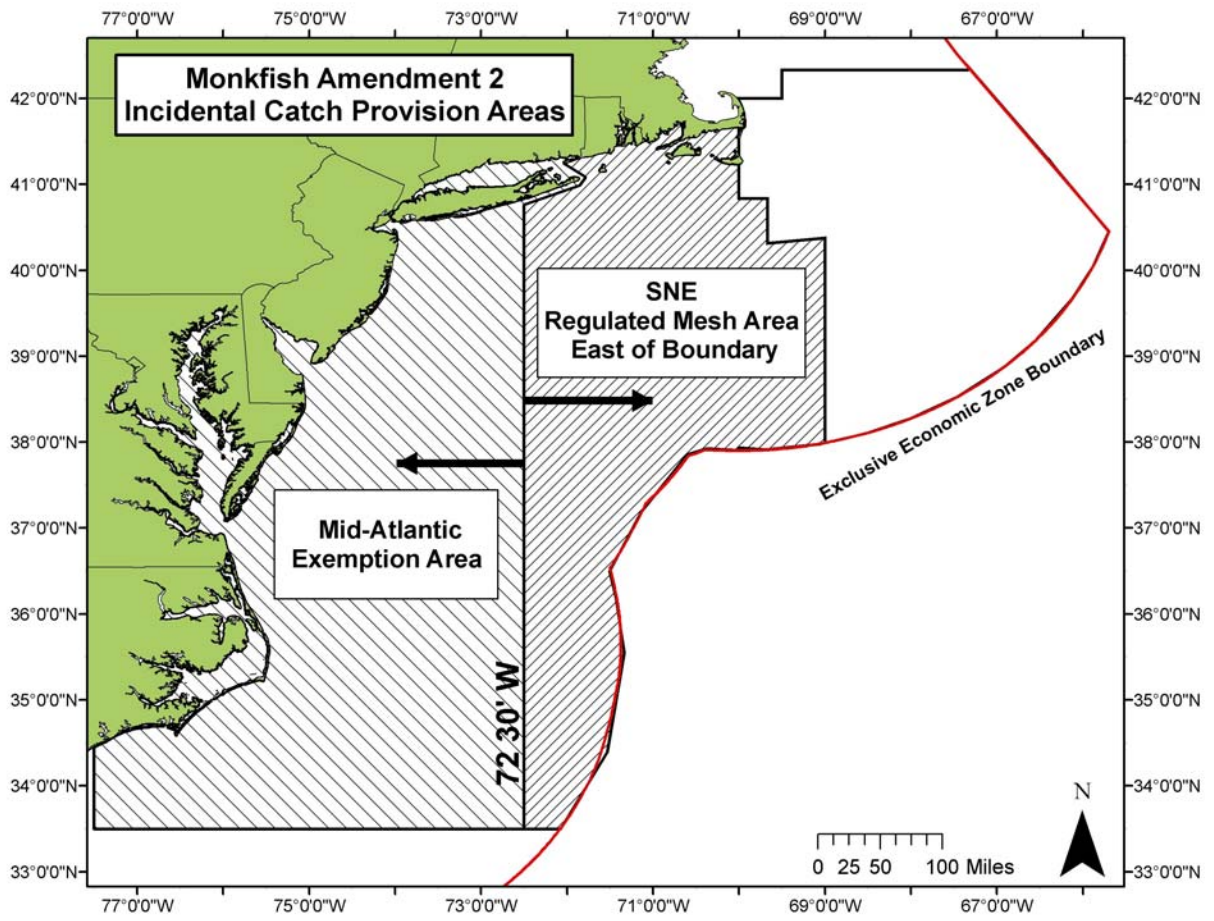 77°0'0"W 75°0'0"W 73°0'0"W 71°0'0"W 69°0'0"W 67°0'0"W
Monkfish Amendment 2
Incidental Catch Provision Areas
42°0'0"N 42°0'0"N
41°0'0"N 41°0'0"N
40°0'0"N 40°0'0"N
SNE
Regulated Mesh Area
East of Boundary
39°0'0"N 39°0'0"N
Exclusive Economic Zone Boundary
38°0'0"N 38°0'0"N
37°0'0"N 37°0'0"N
Mid-Atlantic
Exemption Area
36°0'0"N 36°0'0"N
35°0'0"N 35°0'0"N
72 30' W
34°0'0"N 34°0'0"N
N
33°0'0"N 33°0'0"N
0 25 50 100 Miles
77°0'0"W 75°0'0"W 73°0'0"W 71°0'0"W 69°0'0"W 67°0'0"W